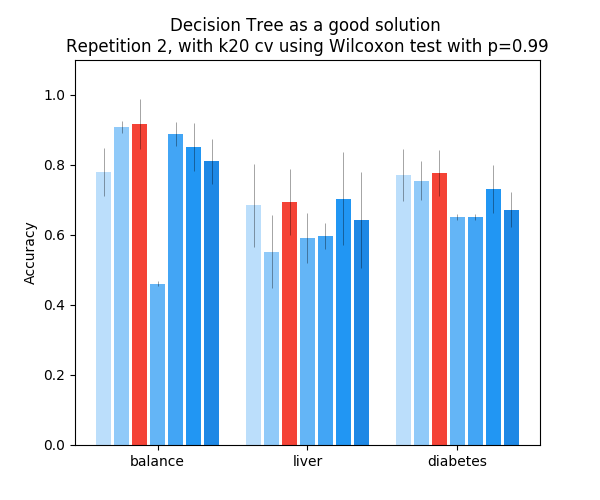 Decision Tree as a good solution
Repetition 2, with k20 cv using Wilcoxon test with p=0.99
1.0
0.8
0.6
0.4
0.2
0.0
Accuracy
balance
liver
diabetes